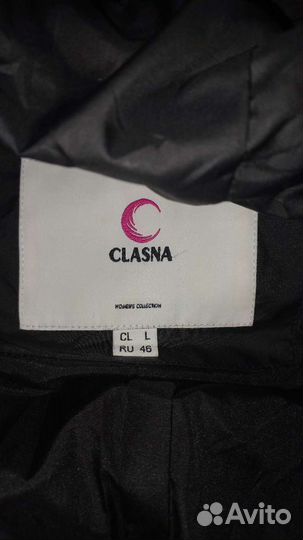 CLASNA
WOMEN'S COLLECTION
CL L
RU 46
Avito